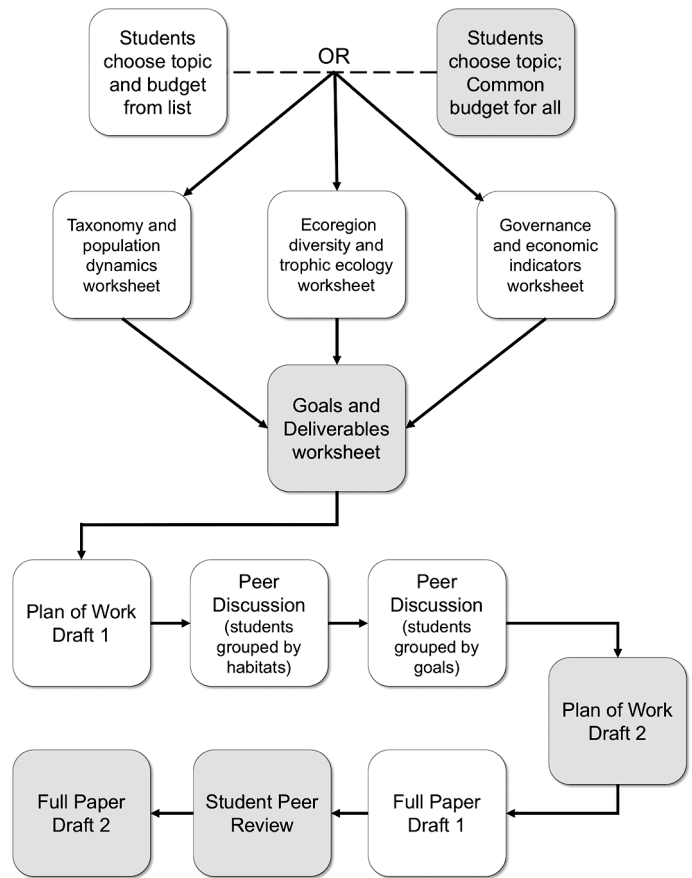 Students
choose topic
and budget
from list
OR
Students
choose topic;
Common
budget for all
Taxonomy and
population
dynamics
worksheet
Ecoregion
diversity and
trophic ecology
worksheet
Governance
and economic
indicators
worksheet
Goals and
Deliverables
worksheet
Plan of Work
Draft 1
Peer
Discussion
(students
grouped by
habitats)
Peer
Discussion
(students
grouped by
goals)
Plan of Work
Draft 2
Full Paper
Draft 2
Student Peer
Review
Full Paper
Draft 1